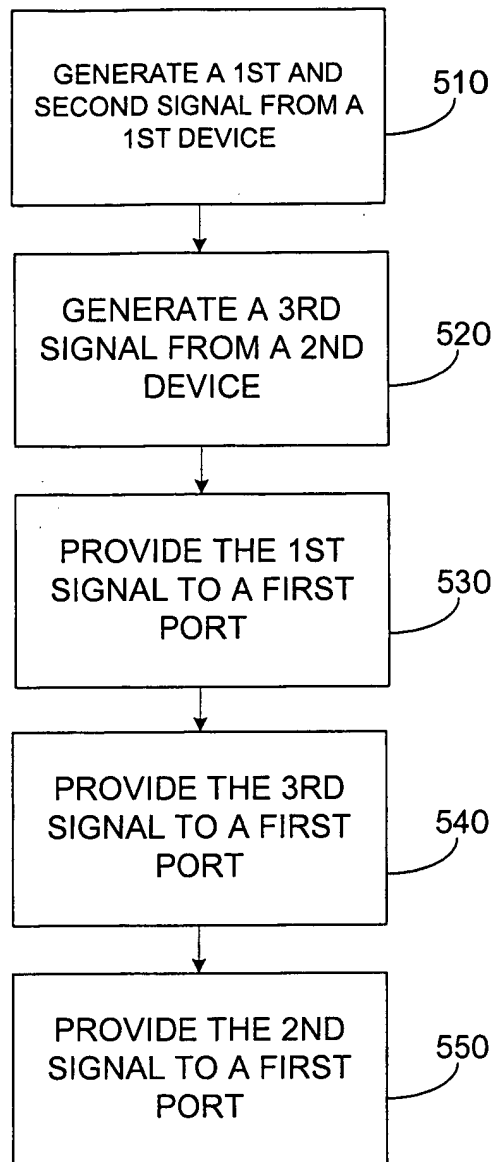 GENERATE A 1ST AND
SECOND SIGNAL FROM A
1ST DEVICE
510
GENERATE A 3RD
SIGNAL FROM A 2ND
DEVICE
520
PROVIDE THE 1ST
SIGNAL TO A FIRST
PORT
530
PROVIDE THE 3RD
SIGNAL TO A FIRST
PORT
540
PROVIDE THE 2ND
SIGNAL TO A FIRST
PORT
550